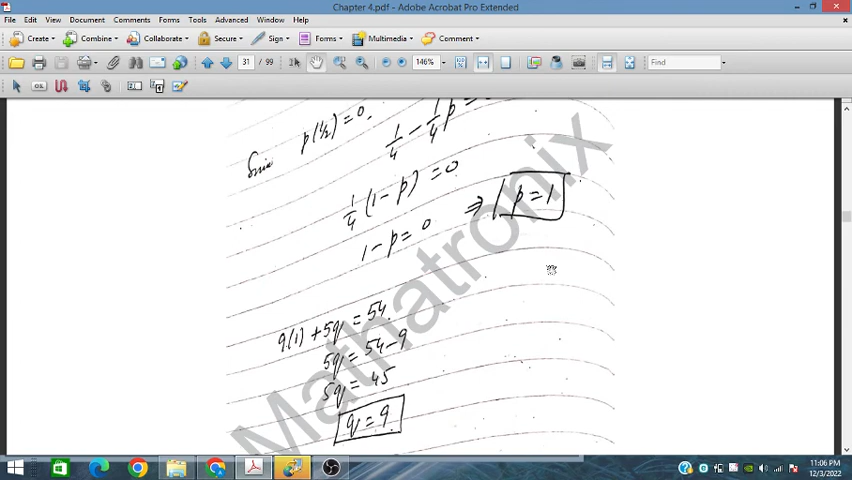 Chapter 4.pdf - Adobe Acrobat Pro Extended
File Edit View Document Comments Forms Tools Advanced Window Help
Create Combine Collaborate Secure Sign Forms Multimedia Comment
31 / 99 146% Find
Since p(1/2) = 0.
1/4 - 1/4 p =
1/4 (1 - p) = 0
1 - p = 0 ⇒ p = 1
9(1) + 5q = 54
5q = 54 - 9
5q = 45
q = 9
Mathatronix
11:06 PM
12/3/2022